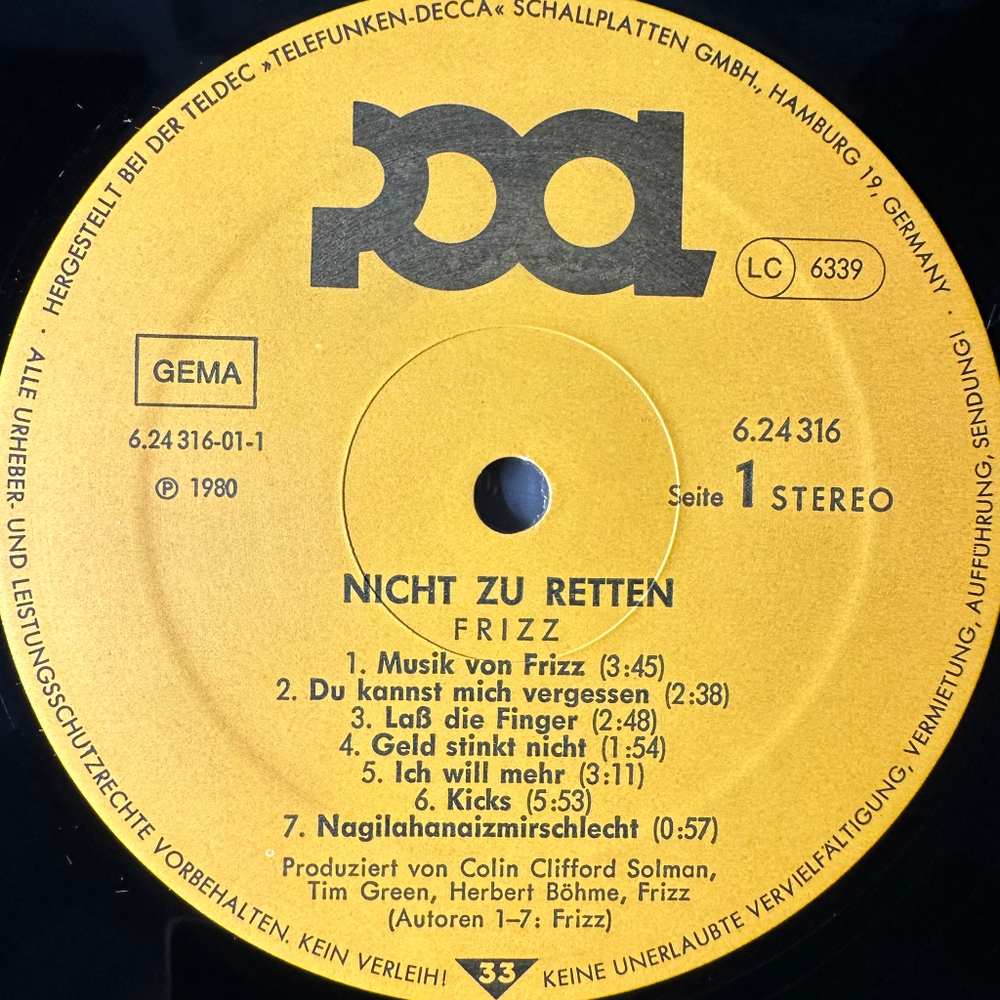 HERGESTELLT BEI DER TELDEC »TELEFUNKEN-DECCA« SCHALLPLATTEN GMBH., HAMBURG 19, GERMANY ·
pool
LC 6339
GEMA
6.24 316-01-1
Ⓟ 1980
6.24 316
Seite 1 STEREO
NICHT ZU RETTEN
FRIZZ
1. Musik von Frizz (3:45)
2. Du kannst mich vergessen (2:38)
3. Laß die Finger (2:48)
4. Geld stinkt nicht (1:54)
5. Ich will mehr (3:11)
6. Kicks (5:53)
7. Nagilahanaizmirschlecht (0:57)
Produziert von Colin Clifford Solman,
Tim Green, Herbert Böhme, Frizz
(Autoren 1–7: Frizz)
33
· ALLE URHEBER- UND LEISTUNGSSCHUTZRECHTE VORBEHALTEN. KEIN VERLEIH! KEINE UNERLAUBTE VERVIELFÄLTIGUNG, VERMIETUNG, AUFFÜHRUNG, SENDUNG!